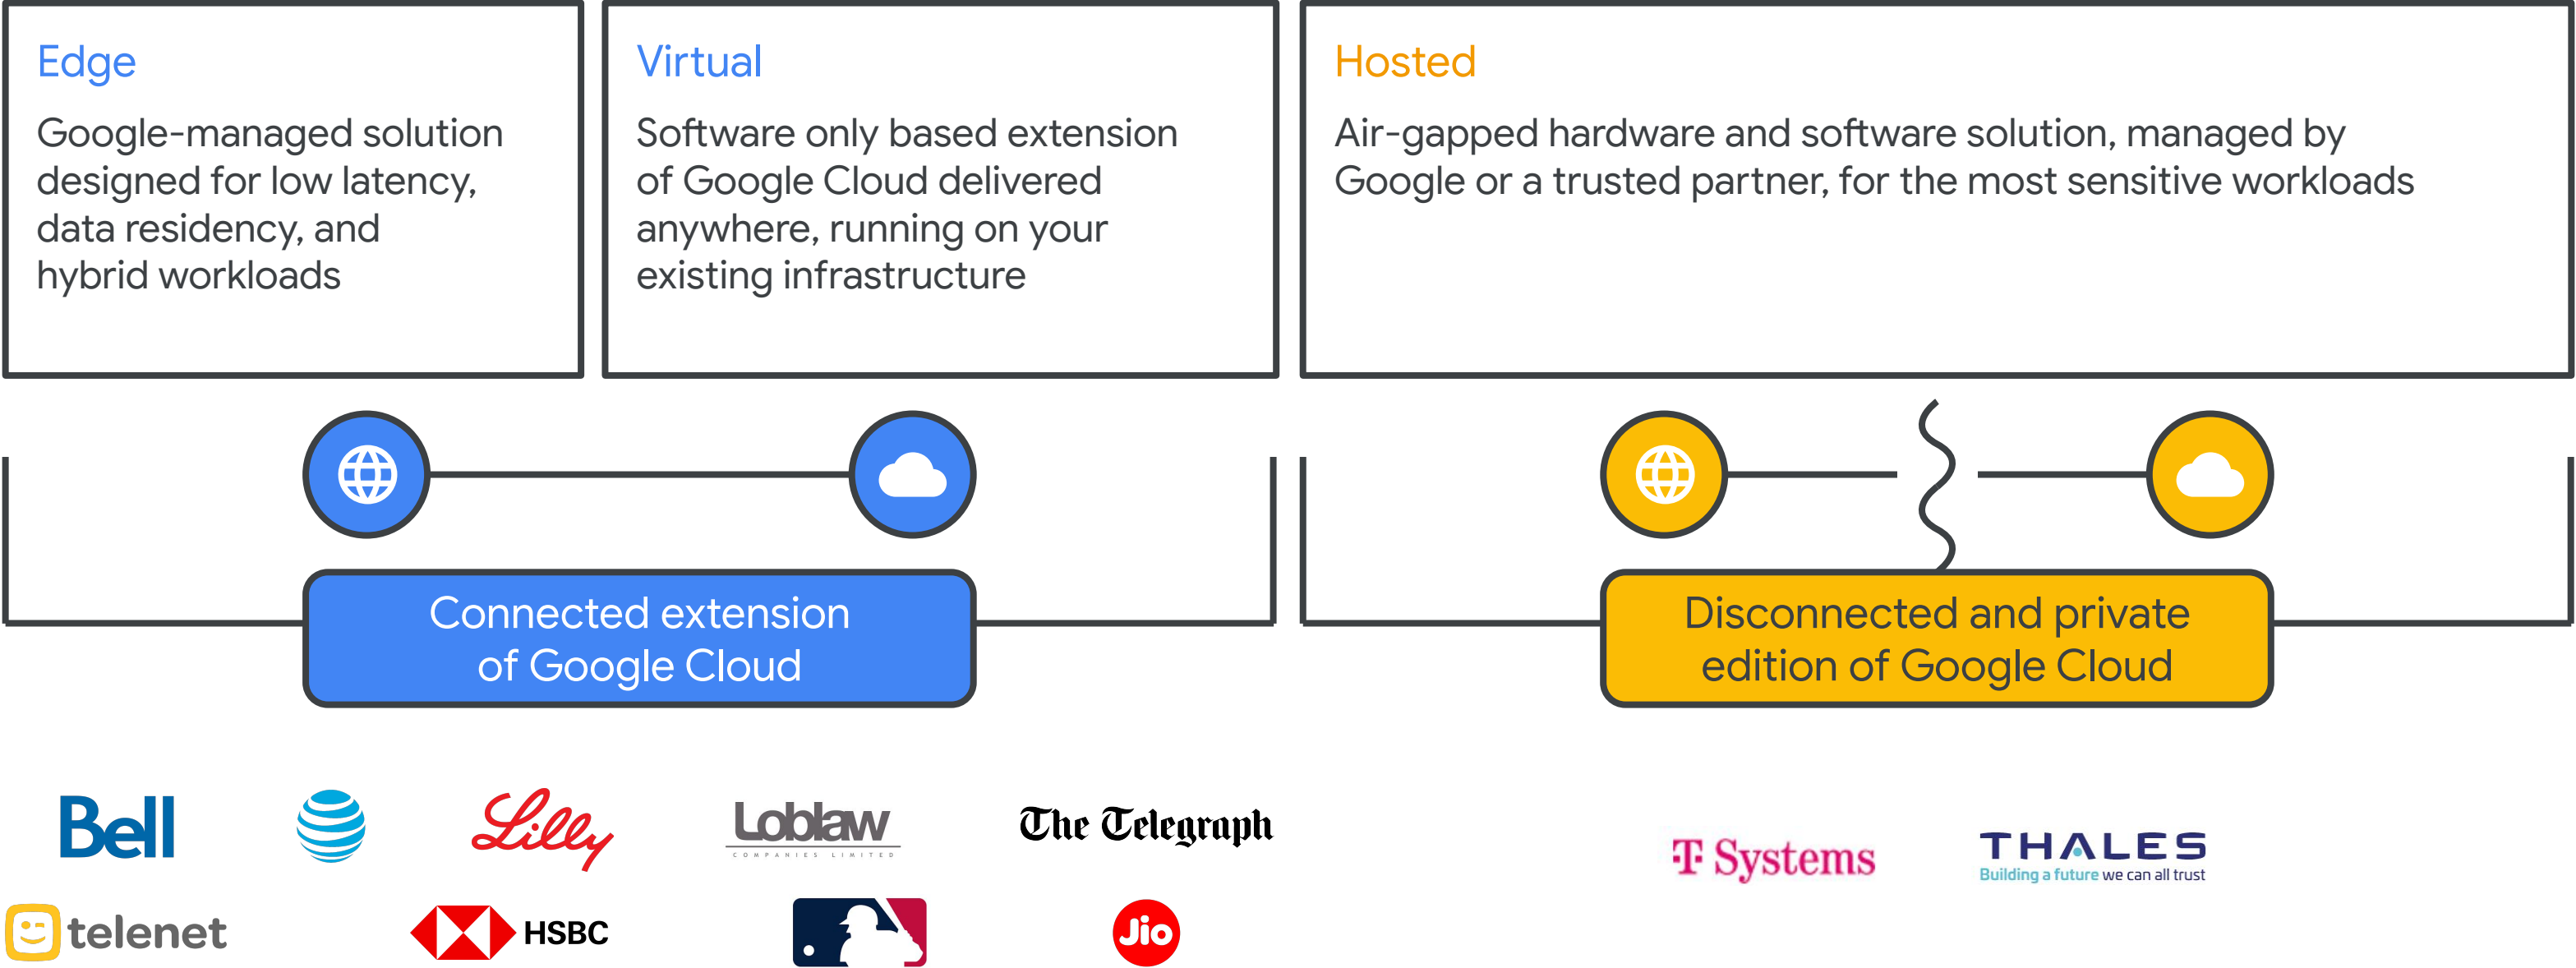 Edge
Google-managed solution
designed for low latency,
data residency, and
hybrid workloads
Virtual
Software only based extension
of Google Cloud delivered
anywhere, running on your
existing infrastructure
Hosted
Air-gapped hardware and software solution, managed by
Google or a trusted partner, for the most sensitive workloads
Connected extension
of Google Cloud
Disconnected and private
edition of Google Cloud
Bell
Lilly
Loblaw
COMPANIES LIMITED
The Telegraph
telenet
HSBC
Jio
T Systems
THALES
Building a future we can all trust